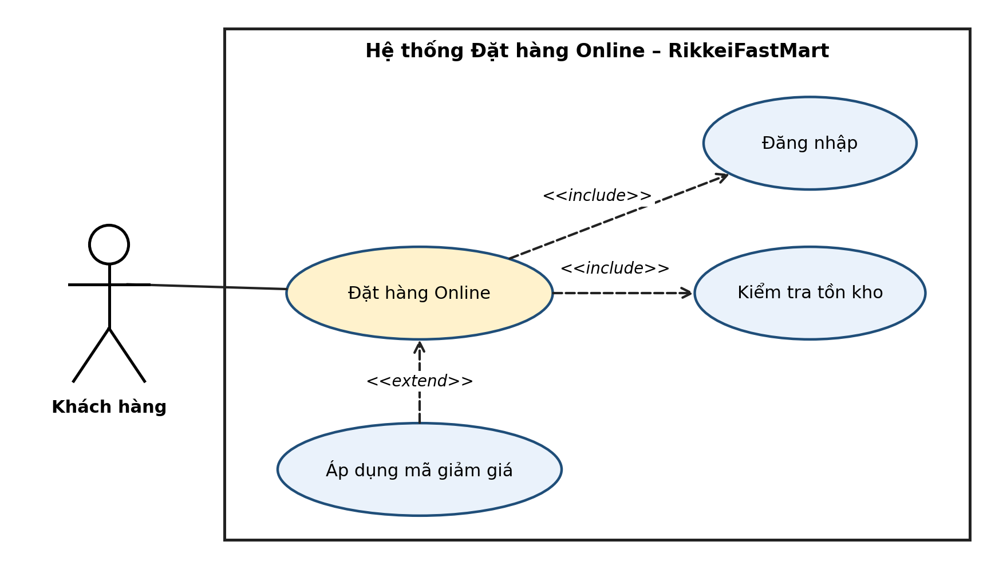 Hệ thống Đặt hàng Online – RikkeiFastMart
Đăng nhập
<<include>>
<<include>>
Đặt hàng Online
Kiểm tra tồn kho
<<extend>>
Khách hàng
Áp dụng mã giảm giá